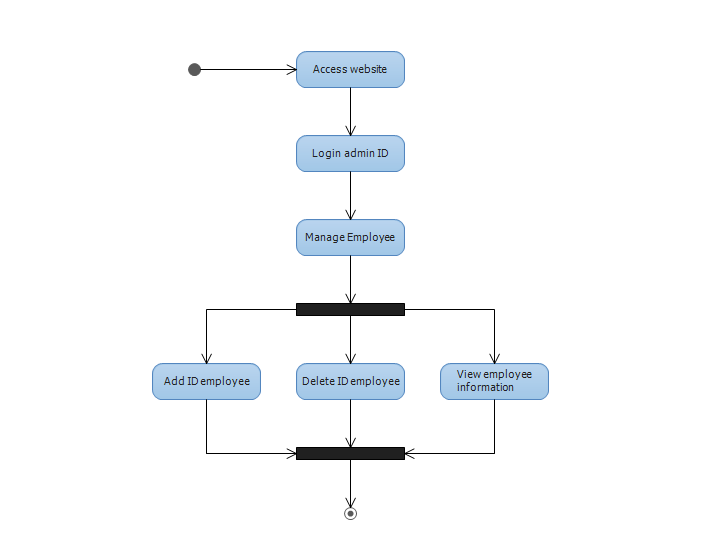 Access website
Login admin ID
Manage Employee
Add ID employee
Delete ID employee
View employee
information